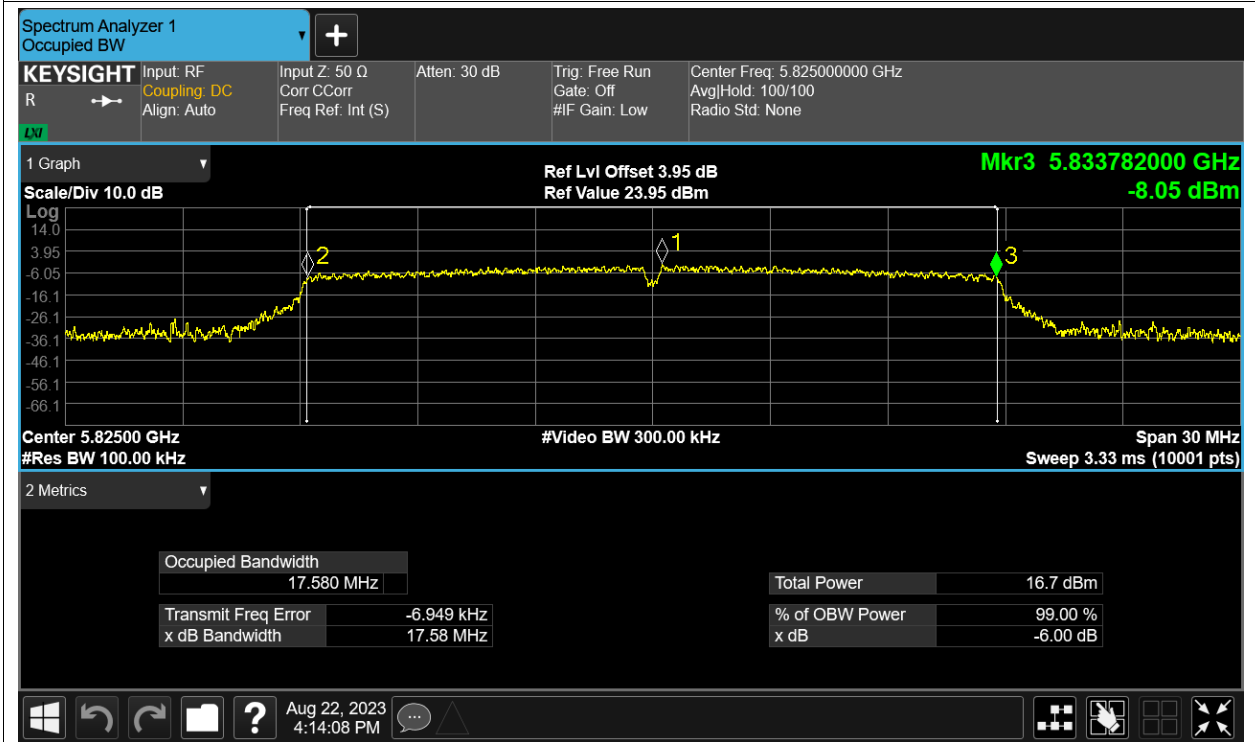 Spectrum Analyzer 1
Occupied BW
KEYSIGHT
R
LXI
Input: RF
Coupling: DC
Align: Auto
Input Z: 50 Ω
Corr CCorr
Freq Ref: Int (S)
Atten: 30 dB
Trig: Free Run
Gate: Off
#IF Gain: Low
Center Freq: 5.825000000 GHz
Avg|Hold: 100/100
Radio Std: None
1 Graph
Scale/Div 10.0 dB
Ref Lvl Offset 3.95 dB
Ref Value 23.95 dBm
Mkr3 5.833782000 GHz
-8.05 dBm
Log
14.0
3.95
-6.05
-16.1
-26.1
-36.1
-46.1
-56.1
-66.1
2
1
3
Center 5.82500 GHz
#Video BW 300.00 kHz
Span 30 MHz
#Res BW 100.00 kHz
Sweep 3.33 ms (10001 pts)
2 Metrics
Occupied Bandwidth
17.580 MHz
Transmit Freq Error -6.949 kHz
x dB Bandwidth 17.58 MHz
Total Power 16.7 dBm
% of OBW Power 99.00 %
x dB -6.00 dB
?
Aug 22, 2023
4:14:08 PM